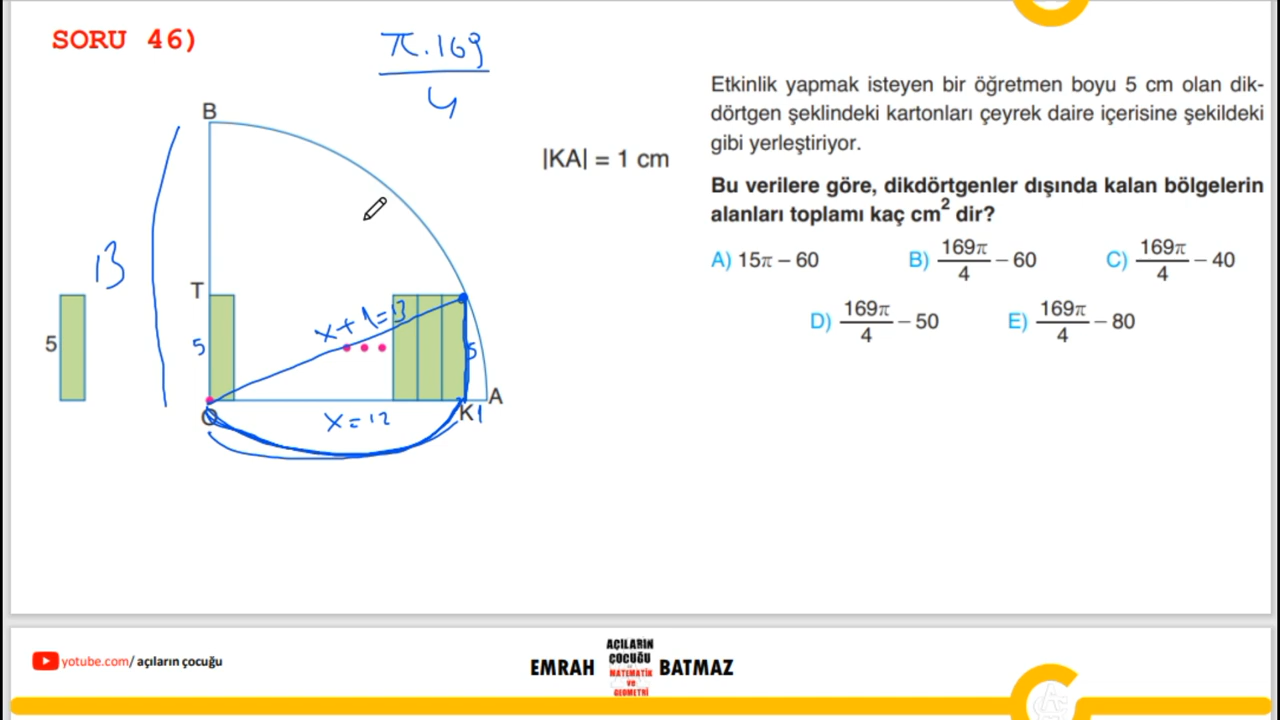 SORU 46)
π.169
4
Etkinlik yapmak isteyen bir öğretmen boyu 5 cm olan dik-
dörtgen şeklindeki kartonları çeyrek daire içerisine şekildeki
gibi yerleştiriyor.
|KA| = 1 cm
Bu verilere göre, dikdörtgenler dışında kalan bölgelerin
alanları toplamı kaç cm² dir?
A) 15π – 60
B) 169π/4 – 60
C) 169π/4 – 40
D) 169π/4 – 50
E) 169π/4 – 80
B
13
T
5
5
x+1=13
5
O
x=12
K
1
A
yotube.com/ açıların çocuğu
EMRAH
AÇILARIN
ÇOCUĞU
MATEMATİK
VE
GEOMETRİ
BATMAZ